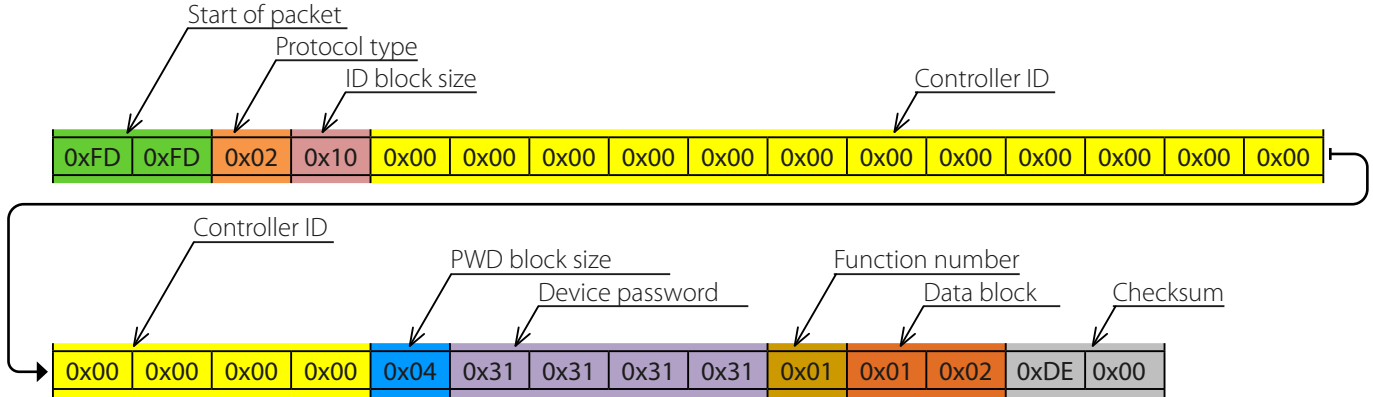 Start of packet
Protocol type
ID block size
Controller ID
0xFD 0xFD 0x02 0x10 0x00 0x00 0x00 0x00 0x00 0x00 0x00 0x00 0x00 0x00 0x00 0x00
Controller ID
PWD block size
Function number
Device password
Data block
Checksum
0x00 0x00 0x00 0x00 0x04 0x31 0x31 0x31 0x31 0x01 0x01 0x02 0xDE 0x00